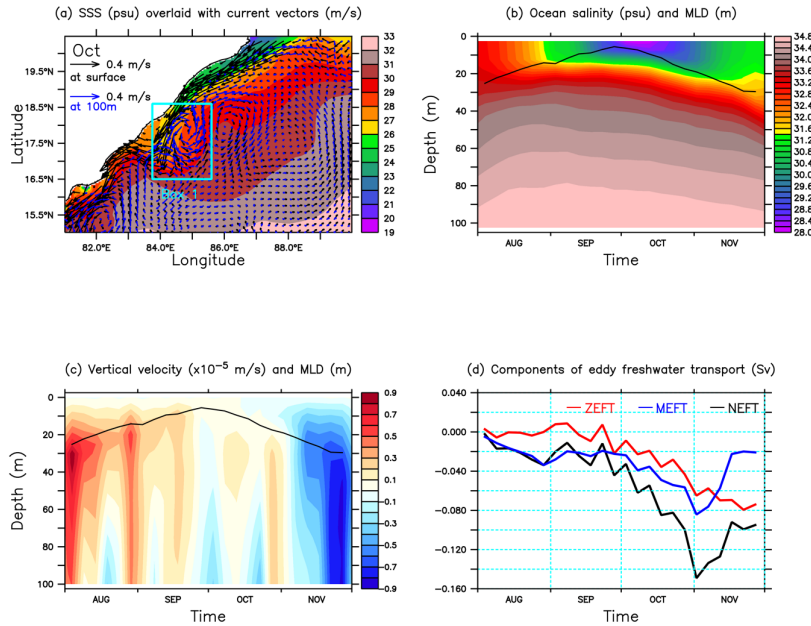 (a) SSS (psu) overlaid with current vectors (m/s)
Oct
0.4 m/s
at surface
0.4 m/s
at 100m
Latitude
19.5°N
18.5°N
17.5°N
16.5°N
15.5°N
82.0°E 84.0°E 86.0°E 88.0°E
Longitude
33
32
31
30
29
28
27
26
25
24
23
22
21
20
19
(b) Ocean salinity (psu) and MLD (m)
Depth (m)
0
20
40
60
80
100
AUG SEP OCT NOV
Time
34.8
34.4
34.0
33.6
33.2
32.8
32.4
32.0
31.6
31.2
30.8
30.4
30.0
29.6
29.2
28.8
28.4
28.0
(c) Vertical velocity (x10⁻⁵ m/s) and MLD (m)
Depth (m)
0
20
40
60
80
100
AUG SEP OCT NOV
Time
0.9
0.7
0.5
0.3
0.1
-0.1
-0.3
-0.5
-0.7
-0.9
(d) Components of eddy freshwater transport (Sv)
ZEFT MEFT NEFT
0.040
0.000
-0.040
-0.080
-0.120
-0.160
AUG SEP OCT NOV
Time